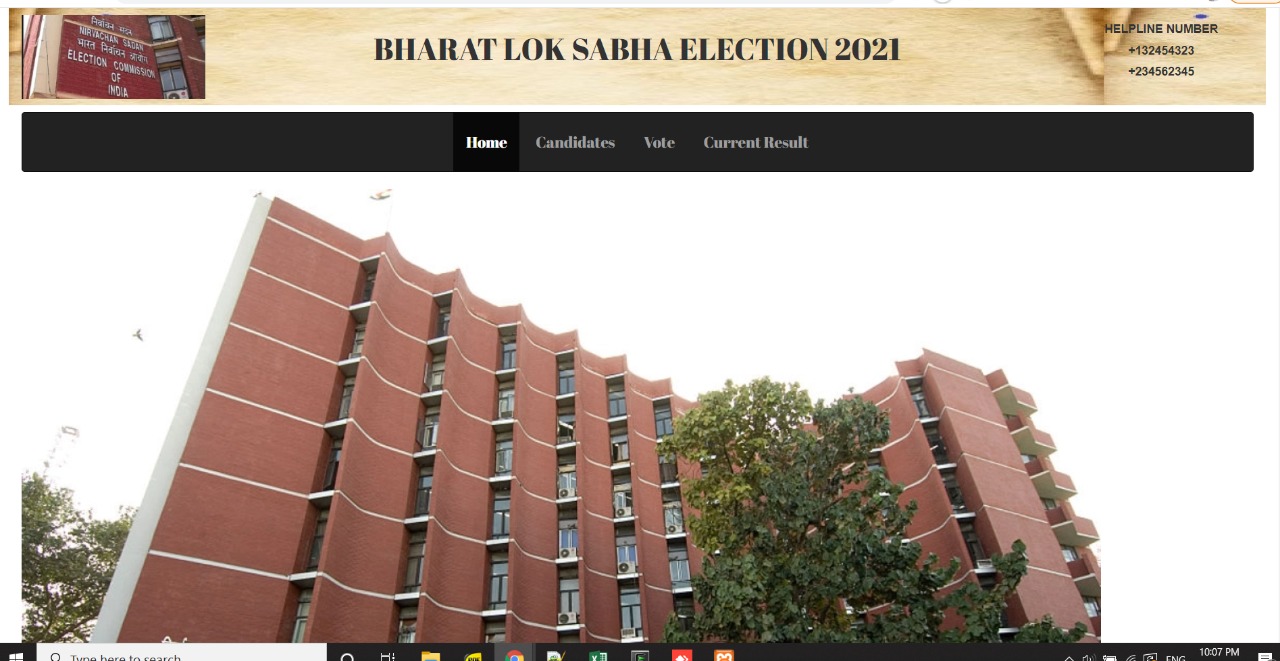 निर्वाचन सदन
NIRVACHAN SADAN
भारत निर्वाचन आयोग
ELECTION COMMISSION
OF
INDIA
BHARAT LOK SABHA ELECTION 2021
HELPLINE NUMBER
+132454323
+234562345
Home Candidates Vote Current Result
Type here to search
ENG
10:07 PM